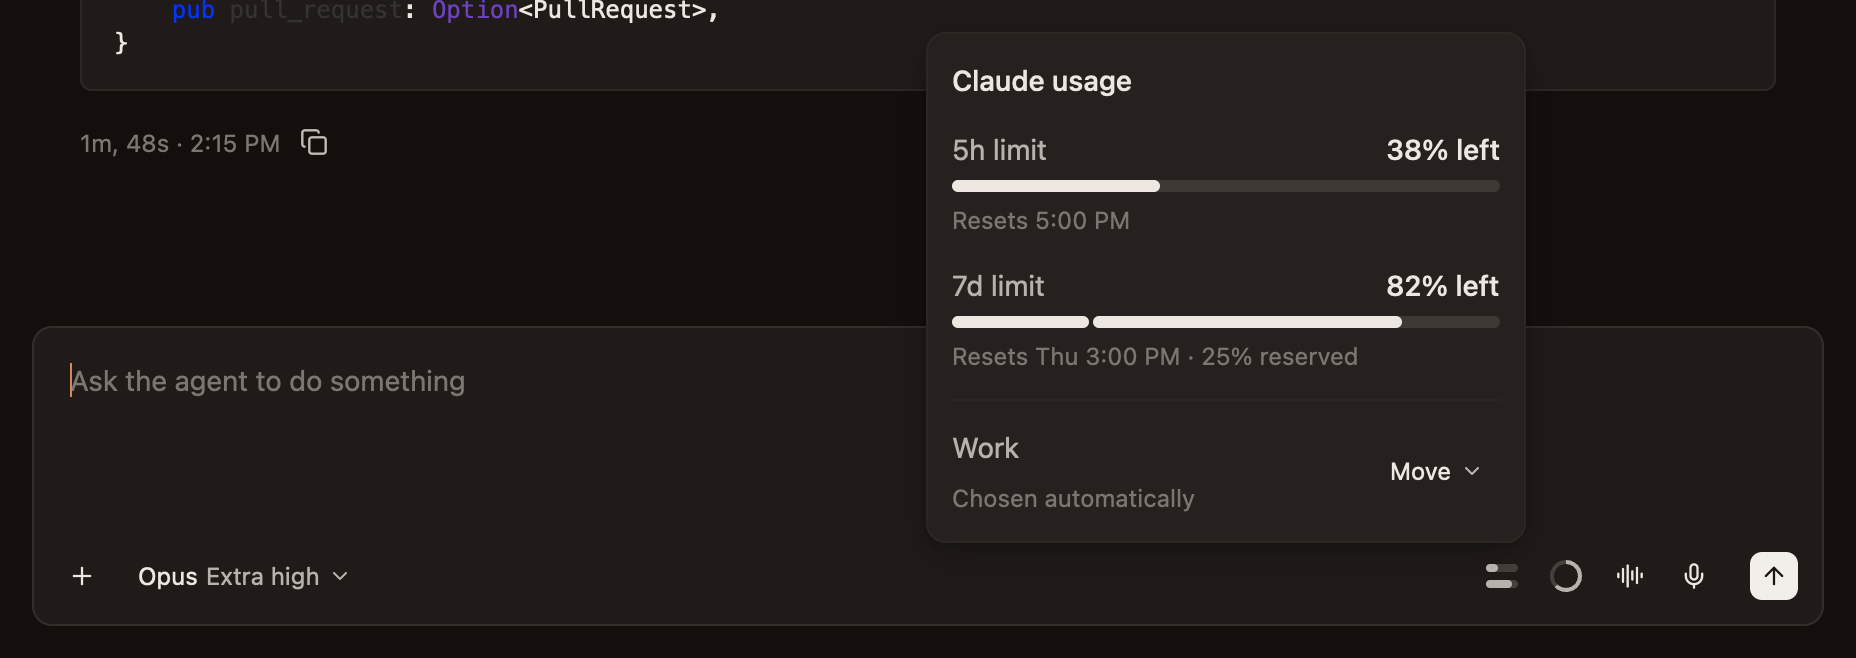 pub pull_request: Option<PullRequest>,
}
1m, 48s · 2:15 PM
Claude usage
5h limit 38% left
Resets 5:00 PM
7d limit 82% left
Resets Thu 3:00 PM · 25% reserved
Work
Move
Chosen automatically
Ask the agent to do something
Opus Extra high